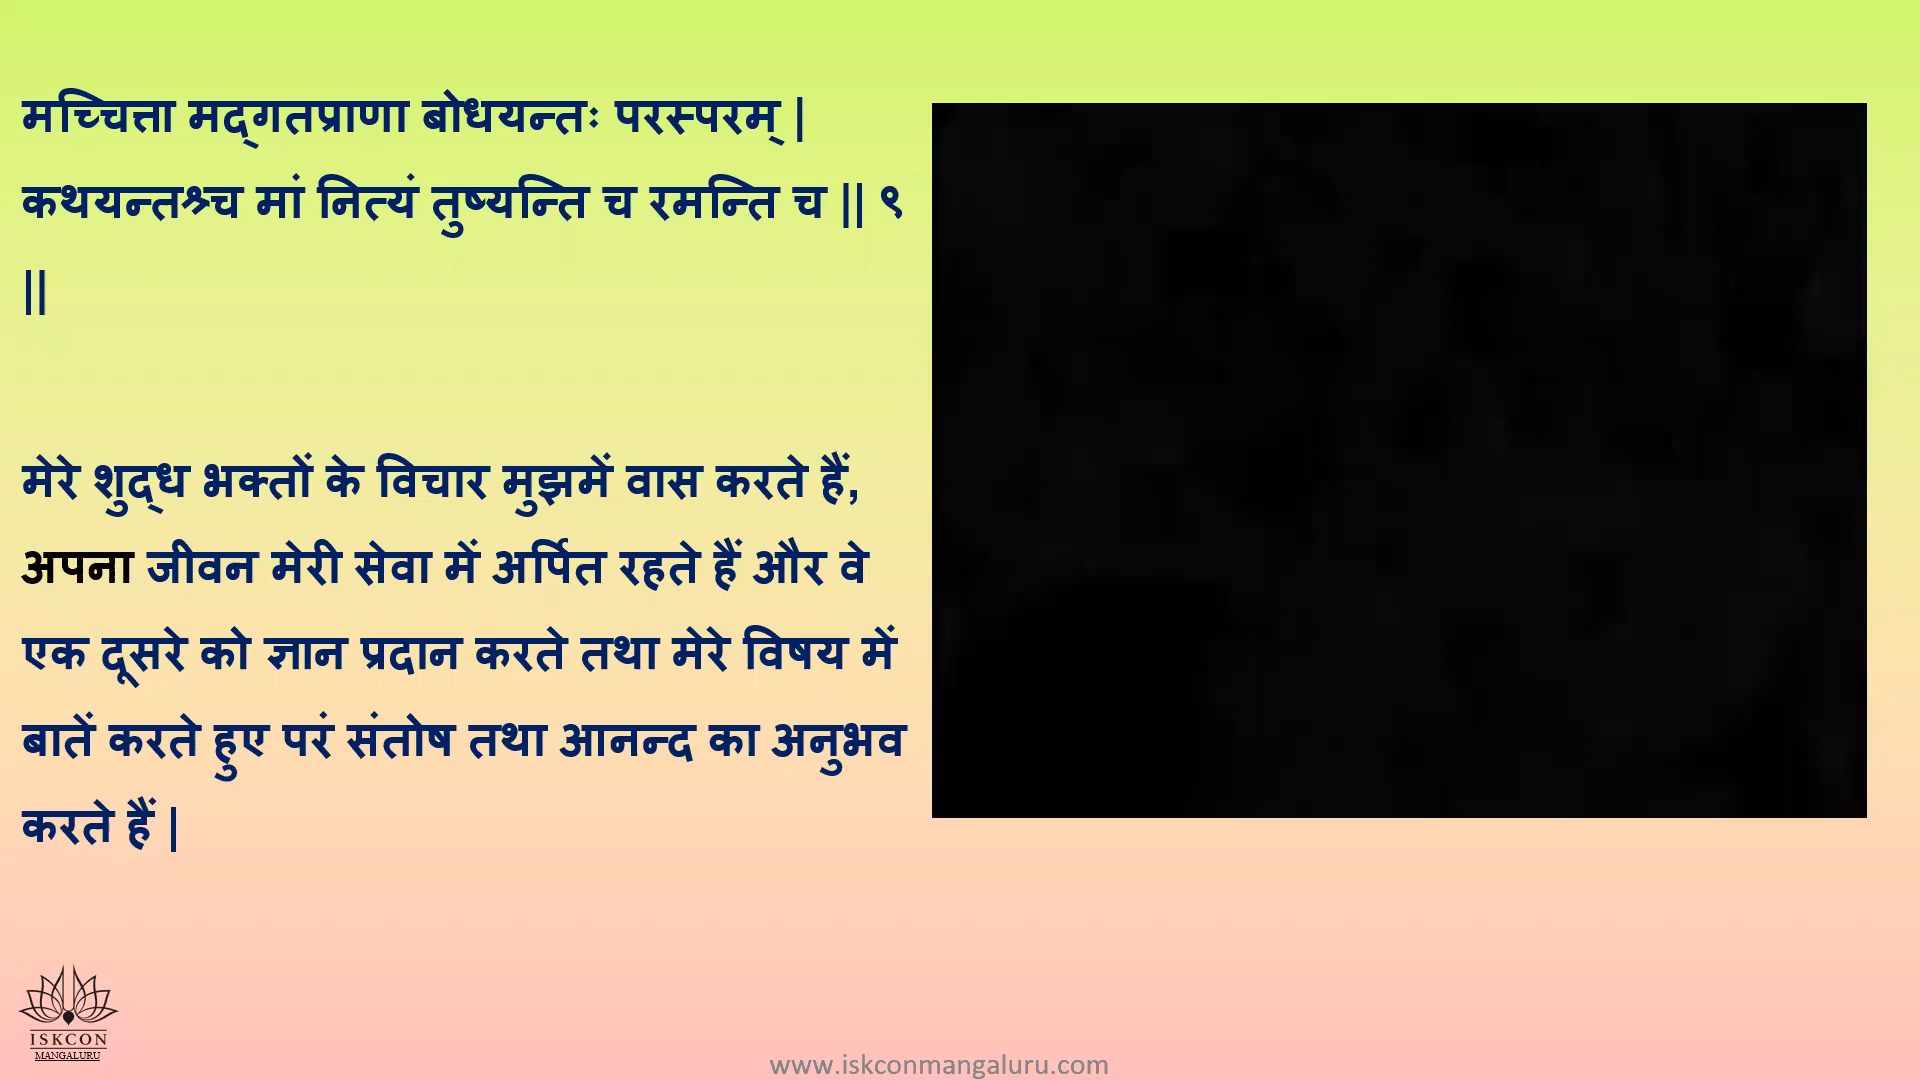 मच्चित्ता मद्‌गतप्राणा बोधयन्तः परस्परम् |
कथयन्तश्र्च मां नित्यं तुष्यन्ति च रमन्ति च || ९
||
मेरे शुद्ध भक्तों के विचार मुझमें वास करते हैं,
अपना जीवन मेरी सेवा में अर्पित रहते हैं और वे
एक दूसरे को ज्ञान प्रदान करते तथा मेरे विषय में
बातें करते हुए परं संतोष तथा आनन्द का अनुभव
करते हैं |
ISKCON
MANGALURU
www.iskconmangaluru.com